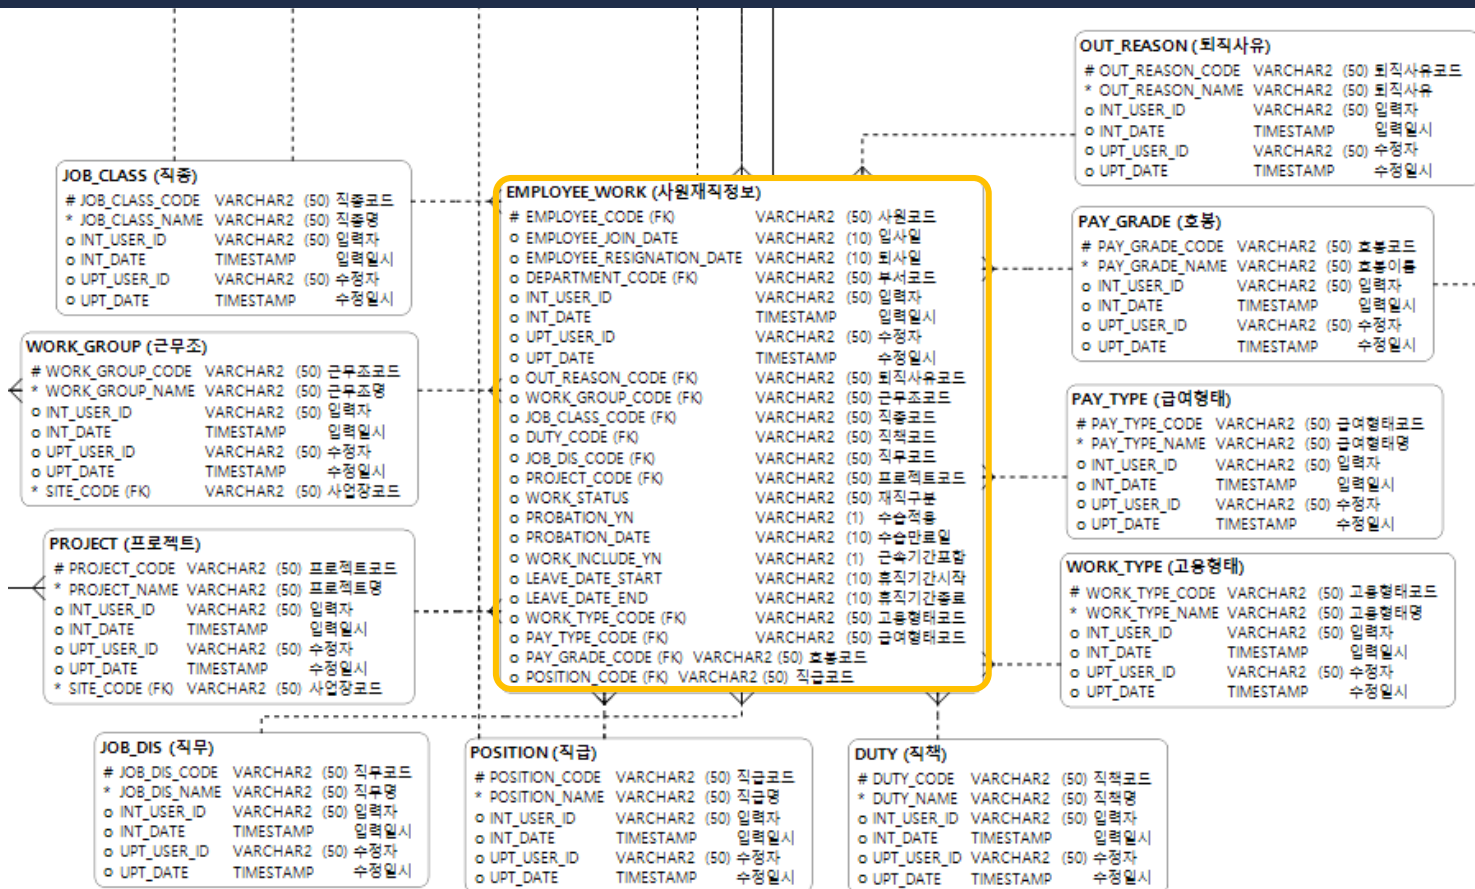 OUT_REASON (퇴직사유)
# OUT_REASON_CODE VARCHAR2 (50) 퇴직사유코드
* OUT_REASON_NAME VARCHAR2 (50) 퇴직사유
o INT_USER_ID VARCHAR2 (50) 입력자
o INT_DATE TIMESTAMP 입력일시
o UPT_USER_ID VARCHAR2 (50) 수정자
o UPT_DATE TIMESTAMP 수정일시
JOB_CLASS (직종)
# JOB_CLASS_CODE VARCHAR2 (50) 직종코드
* JOB_CLASS_NAME VARCHAR2 (50) 직종명
o INT_USER_ID VARCHAR2 (50) 입력자
o INT_DATE TIMESTAMP 입력일시
o UPT_USER_ID VARCHAR2 (50) 수정자
o UPT_DATE TIMESTAMP 수정일시
EMPLOYEE_WORK (사원재직정보)
# EMPLOYEE_CODE (FK) VARCHAR2 (50) 사원코드
o EMPLOYEE_JOIN_DATE VARCHAR2 (10) 입사일
o EMPLOYEE_RESIGNATION_DATE VARCHAR2 (10) 퇴사일
o DEPARTMENT_CODE (FK) VARCHAR2 (50) 부서코드
o INT_USER_ID VARCHAR2 (50) 입력자
o INT_DATE TIMESTAMP 입력일시
o UPT_USER_ID VARCHAR2 (50) 수정자
o UPT_DATE TIMESTAMP 수정일시
o OUT_REASON_CODE (FK) VARCHAR2 (50) 퇴직사유코드
o WORK_GROUP_CODE (FK) VARCHAR2 (50) 근무조코드
o JOB_CLASS_CODE (FK) VARCHAR2 (50) 직종코드
o DUTY_CODE (FK) VARCHAR2 (50) 직책코드
o JOB_DIS_CODE (FK) VARCHAR2 (50) 직무코드
o PROJECT_CODE (FK) VARCHAR2 (50) 프로젝트코드
o WORK_STATUS VARCHAR2 (50) 재직구분
o PROBATION_YN VARCHAR2 (1) 수습적용
o PROBATION_DATE VARCHAR2 (10) 수습만료일
o WORK_INCLUDE_YN VARCHAR2 (1) 근속기간포함
o LEAVE_DATE_START VARCHAR2 (10) 휴직기간시작
o LEAVE_DATE_END VARCHAR2 (10) 휴직기간종료
o WORK_TYPE_CODE (FK) VARCHAR2 (50) 고용형태코드
o PAY_TYPE_CODE (FK) VARCHAR2 (50) 급여형태코드
o PAY_GRADE_CODE (FK) VARCHAR2 (50) 호봉코드
o POSITION_CODE (FK) VARCHAR2 (50) 직급코드
PAY_GRADE (호봉)
# PAY_GRADE_CODE VARCHAR2 (50) 호봉코드
* PAY_GRADE_NAME VARCHAR2 (50) 호봉이름
o INT_USER_ID VARCHAR2 (50) 입력자
o INT_DATE TIMESTAMP 입력일시
o UPT_USER_ID VARCHAR2 (50) 수정자
o UPT_DATE TIMESTAMP 수정일시
WORK_GROUP (근무조)
# WORK_GROUP_CODE VARCHAR2 (50) 근무조코드
* WORK_GROUP_NAME VARCHAR2 (50) 근무조명
o INT_USER_ID VARCHAR2 (50) 입력자
o INT_DATE TIMESTAMP 입력일시
o UPT_USER_ID VARCHAR2 (50) 수정자
o UPT_DATE TIMESTAMP 수정일시
* SITE_CODE (FK) VARCHAR2 (50) 사업장코드
PAY_TYPE (급여형태)
# PAY_TYPE_CODE VARCHAR2 (50) 급여형태코드
* PAY_TYPE_NAME VARCHAR2 (50) 급여형태명
o INT_USER_ID VARCHAR2 (50) 입력자
o INT_DATE TIMESTAMP 입력일시
o UPT_USER_ID VARCHAR2 (50) 수정자
o UPT_DATE TIMESTAMP 수정일시
PROJECT (프로젝트)
# PROJECT_CODE VARCHAR2 (50) 프로젝트코드
* PROJECT_NAME VARCHAR2 (50) 프로젝트명
o INT_USER_ID VARCHAR2 (50) 입력자
o INT_DATE TIMESTAMP 입력일시
o UPT_USER_ID VARCHAR2 (50) 수정자
o UPT_DATE TIMESTAMP 수정일시
* SITE_CODE (FK) VARCHAR2 (50) 사업장코드
WORK_TYPE (고용형태)
# WORK_TYPE_CODE VARCHAR2 (50) 고용형태코드
* WORK_TYPE_NAME VARCHAR2 (50) 고용형태명
o INT_USER_ID VARCHAR2 (50) 입력자
o INT_DATE TIMESTAMP 입력일시
o UPT_USER_ID VARCHAR2 (50) 수정자
o UPT_DATE TIMESTAMP 수정일시
JOB_DIS (직무)
# JOB_DIS_CODE VARCHAR2 (50) 직무코드
* JOB_DIS_NAME VARCHAR2 (50) 직무명
o INT_USER_ID VARCHAR2 (50) 입력자
o INT_DATE TIMESTAMP 입력일시
o UPT_USER_ID VARCHAR2 (50) 수정자
o UPT_DATE TIMESTAMP 수정일시
POSITION (직급)
# POSITION_CODE VARCHAR2 (50) 직급코드
* POSITION_NAME VARCHAR2 (50) 직급명
o INT_USER_ID VARCHAR2 (50) 입력자
o INT_DATE TIMESTAMP 입력일시
o UPT_USER_ID VARCHAR2 (50) 수정자
o UPT_DATE TIMESTAMP 수정일시
DUTY (직책)
# DUTY_CODE VARCHAR2 (50) 직책코드
* DUTY_NAME VARCHAR2 (50) 직책명
o INT_USER_ID VARCHAR2 (50) 입력자
o INT_DATE TIMESTAMP 입력일시
o UPT_USER_ID VARCHAR2 (50) 수정자
o UPT_DATE TIMESTAMP 수정일시